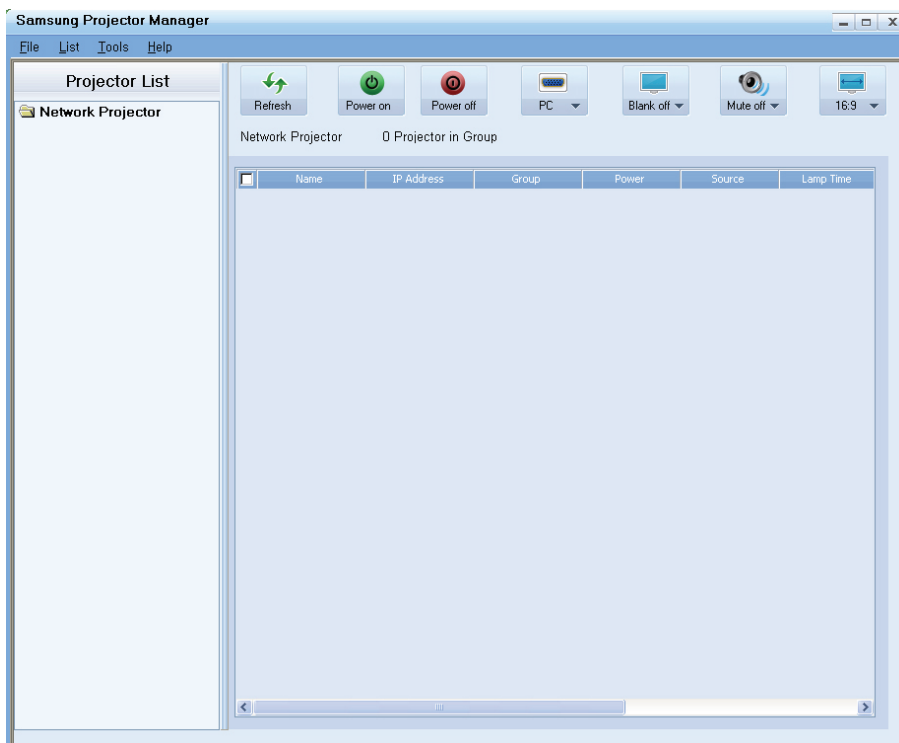 Samsung Projector Manager
File List Tools Help
Projector List
Network Projector
Refresh Power on Power off PC Blank off Mute off 16:9
Network Projector 0 Projector in Group
Name IP Address Group Power Source Lamp Time